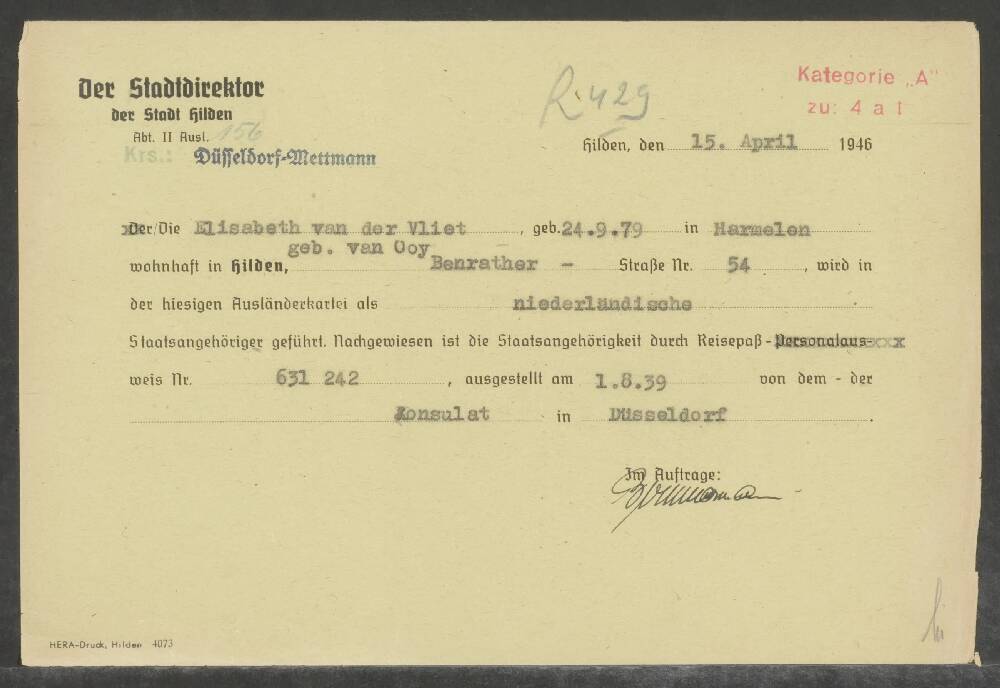 Der Stadtdirektor
der Stadt Hilden
Abt. II Ausl. 156
Krs.: Düsseldorf-Mettmann
R 429
Kategorie „A"
zu: 4 a I
Hilden, den 15. April 1946
Der/Die Elisabeth van der Vliet, geb. 24.9.79 in Harmelen
geb. van Ooy
wohnhaft in Hilden, Benrather - Straße Nr. 54, wird in
der hiesigen Ausländerkartei als niederländische
Staatsangehöriger geführt. Nachgewiesen ist die Staatsangehörigkeit durch Reisepaß - Personalaus-xxx
weis Nr. 631 242, ausgestellt am 1.8.39 von dem - der
Konsulat in Düsseldorf.
Im Auftrage:
HERA-Druck, Hilden 4073